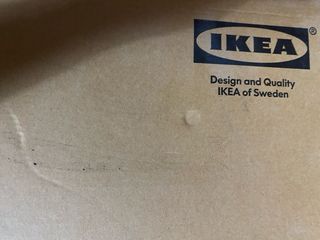 IKEA®
Design and Quality
IKEA of Sweden